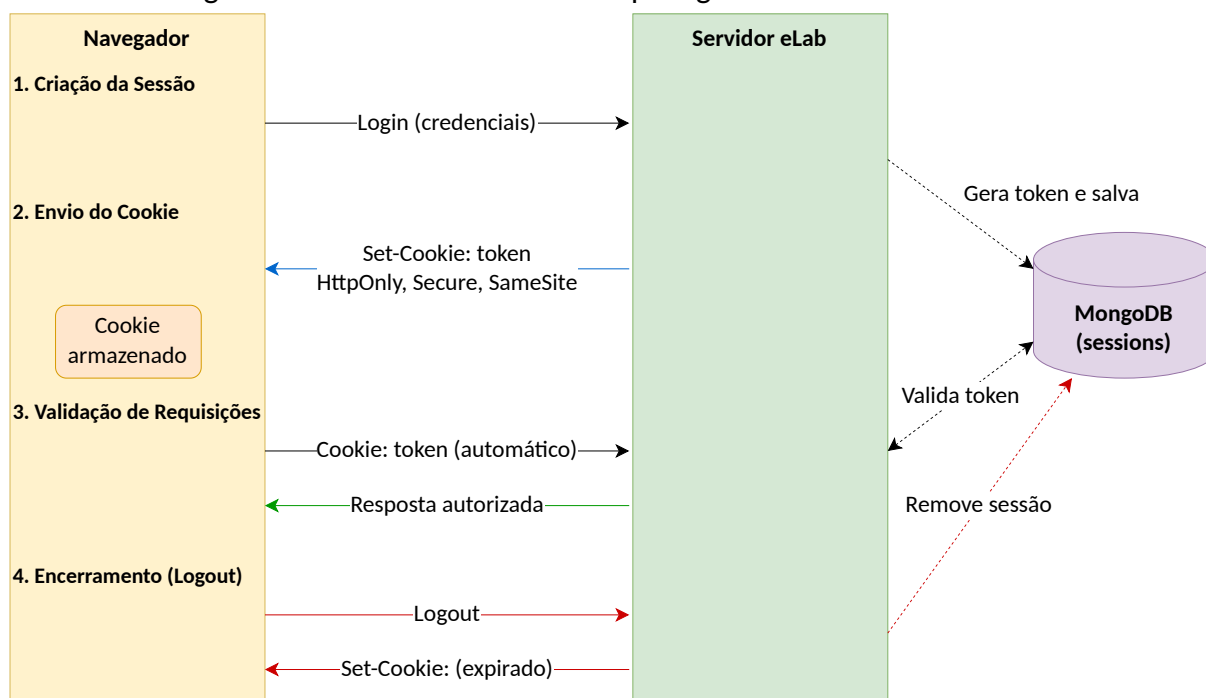 Navegador
Servidor eLab
1. Criação da Sessão
Login (credenciais)
Gera token e salva
2. Envio do Cookie
Set-Cookie: token
HttpOnly, Secure, SameSite
MongoDB
(sessions)
Cookie
armazenado
Valida token
3. Validação de Requisições
Cookie: token (automático)
Resposta autorizada
Remove sessão
4. Encerramento (Logout)
Logout
Set-Cookie: (expirado)